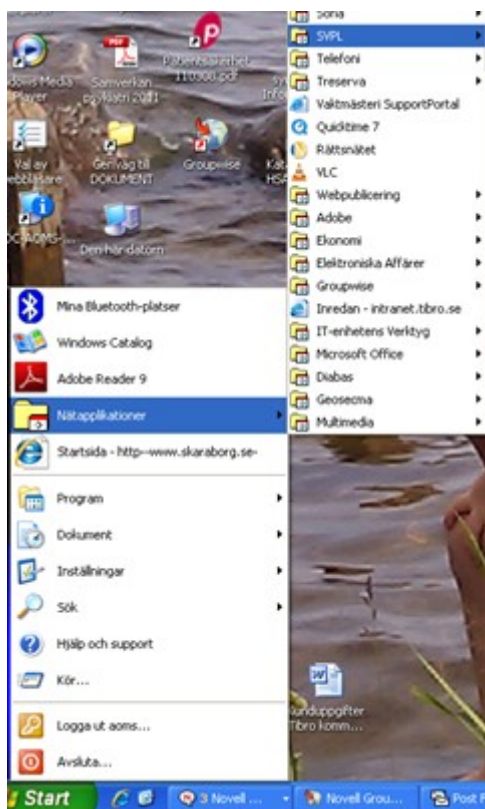 Soria
SVPL
Telefoni
Treserva
Vaktmästeri SupportPortal
Quicktime 7
Rättsnätet
VLC
Webpublicering
Adobe
Ekonomi
Elektroniska Affärer
Groupwise
Inredan - intranet.tibro.se
IT-enhetens Verktyg
Microsoft Office
Diabas
Geosecma
Multimedia
PDF
Media
Player
Samverkan
psykiatri 2011
Patientsäkerhet
110308.pdf
Val av
Genväg till
DOKUMENT
Groupwise
Den här datorn
Mina Bluetooth-platser
Windows Catalog
Adobe Reader 9
Nätapplikationer
Startsida - http--www.skaraborg.se-
Program
Dokument
Inställningar
Sök
Hjälp och support
Kör...
Logga ut aoms...
Avsluta...
Kunduppgifter
Tibro komm...
Start
3 Novell ...
Novell Grou...
Post F